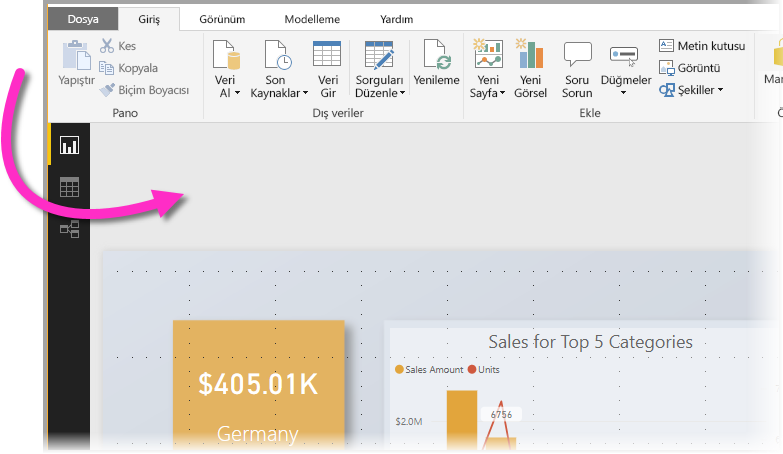 Dosya Giriş Görünüm Modelleme Yardım
Yapıştır
Kes
Kopyala
Biçim Boyacısı
Pano
Veri
Al
Son
Kaynaklar
Veri
Gir
Sorguları
Düzenle
Yenileme
Dış veriler
Yeni
Sayfa
Yeni
Görsel
Soru
Sorun
Düğmeler
Metin kutusu
Görüntü
Şekiller
Ekle
$405.01K
Germany
Sales for Top 5 Categories
Sales Amount Units
$2.0M
6756